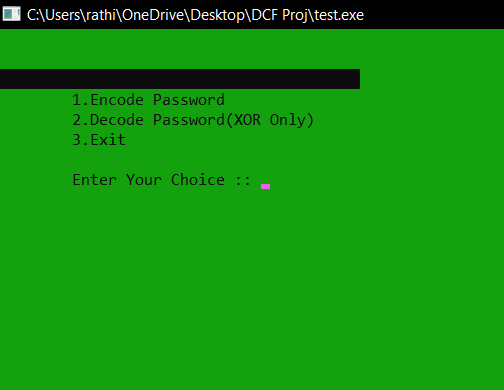 C:\Users\rathi\OneDrive\Desktop\DCF Proj\test.exe
1.Encode Password
2.Decode Password(XOR Only)
3.Exit
Enter Your Choice ::